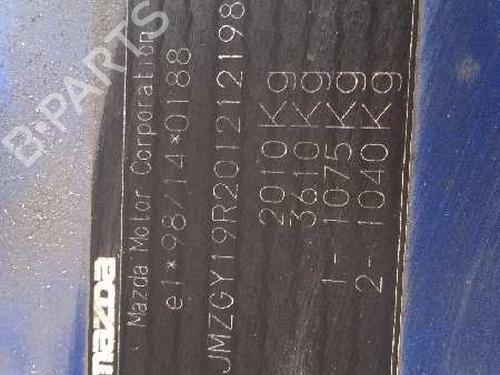 mazda
Mazda Motor Corporation
e1*98/14*0188
JMZGY19R201212198
2010Kg
3610Kg
1-1075Kg
2-1040Kg
B-PARTS